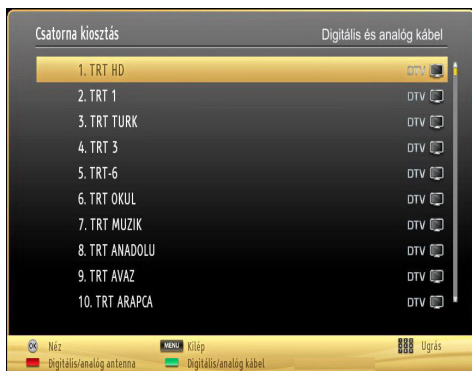 Csatorna kiosztás Digitális és analóg kábel
1. TRT HD DTV
2. TRT 1 DTV
3. TRT TURK DTV
4. TRT 3 DTV
5. TRT-6 DTV
6. TRT OKUL DTV
7. TRT MUZIK DTV
8. TRT ANADOLU DTV
9. TRT AVAZ DTV
10. TRT ARAPCA DTV
OK Néz MENU Kilép Ugrás
Digitális/analóg antenna Digitális/analóg kábel